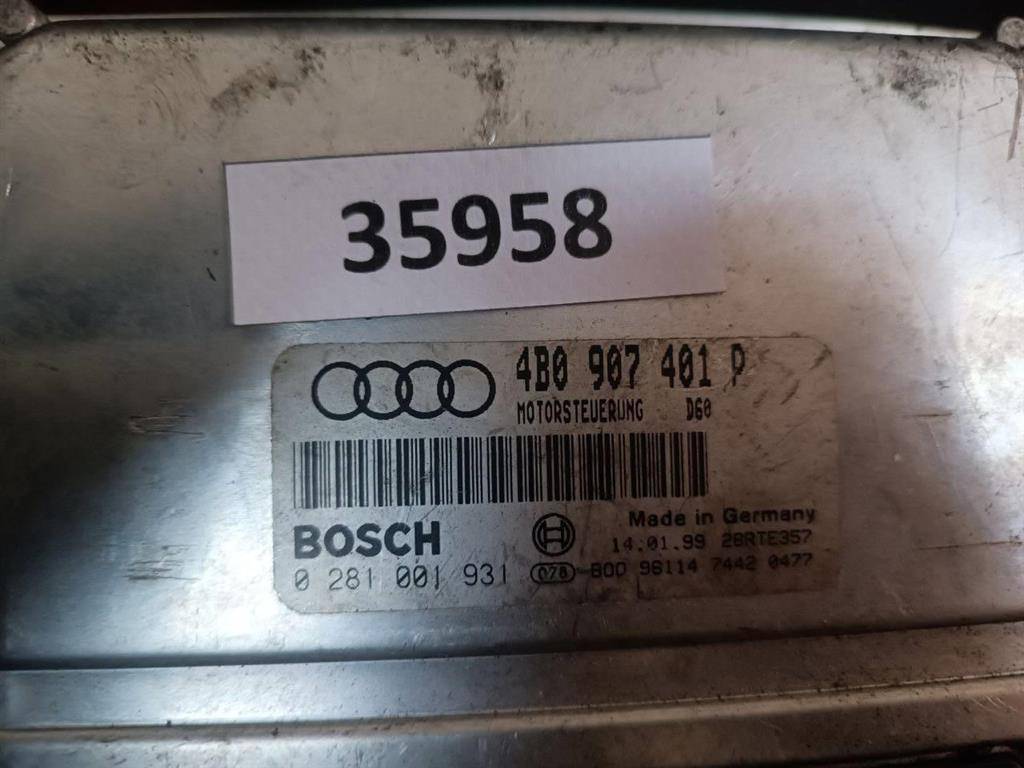 35958
4B0 907 401 P
MOTORSTEUERUNG D60
BOSCH
Made in Germany
14.01.99 28RTE357
0 281 001 931 078 800 96114 7442 0477